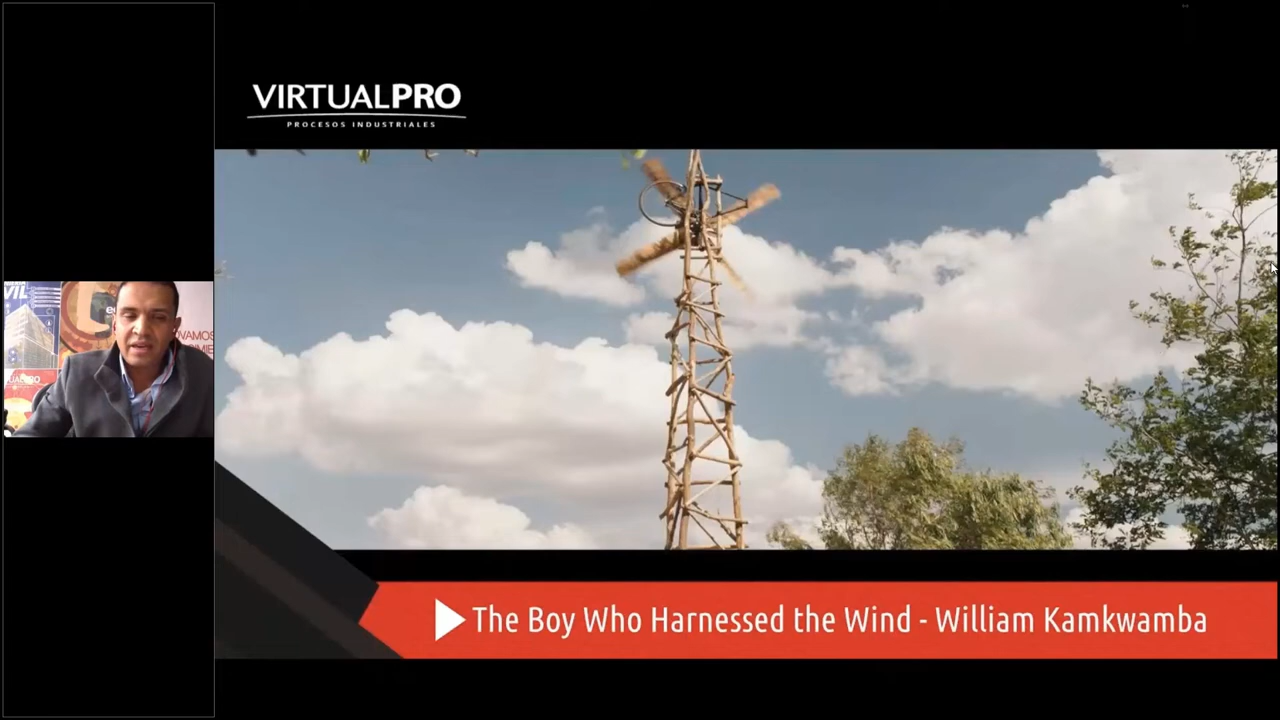 VIRTUALPRO
PROCESOS INDUSTRIALES
The Boy Who Harnessed the Wind - William Kamkwamba